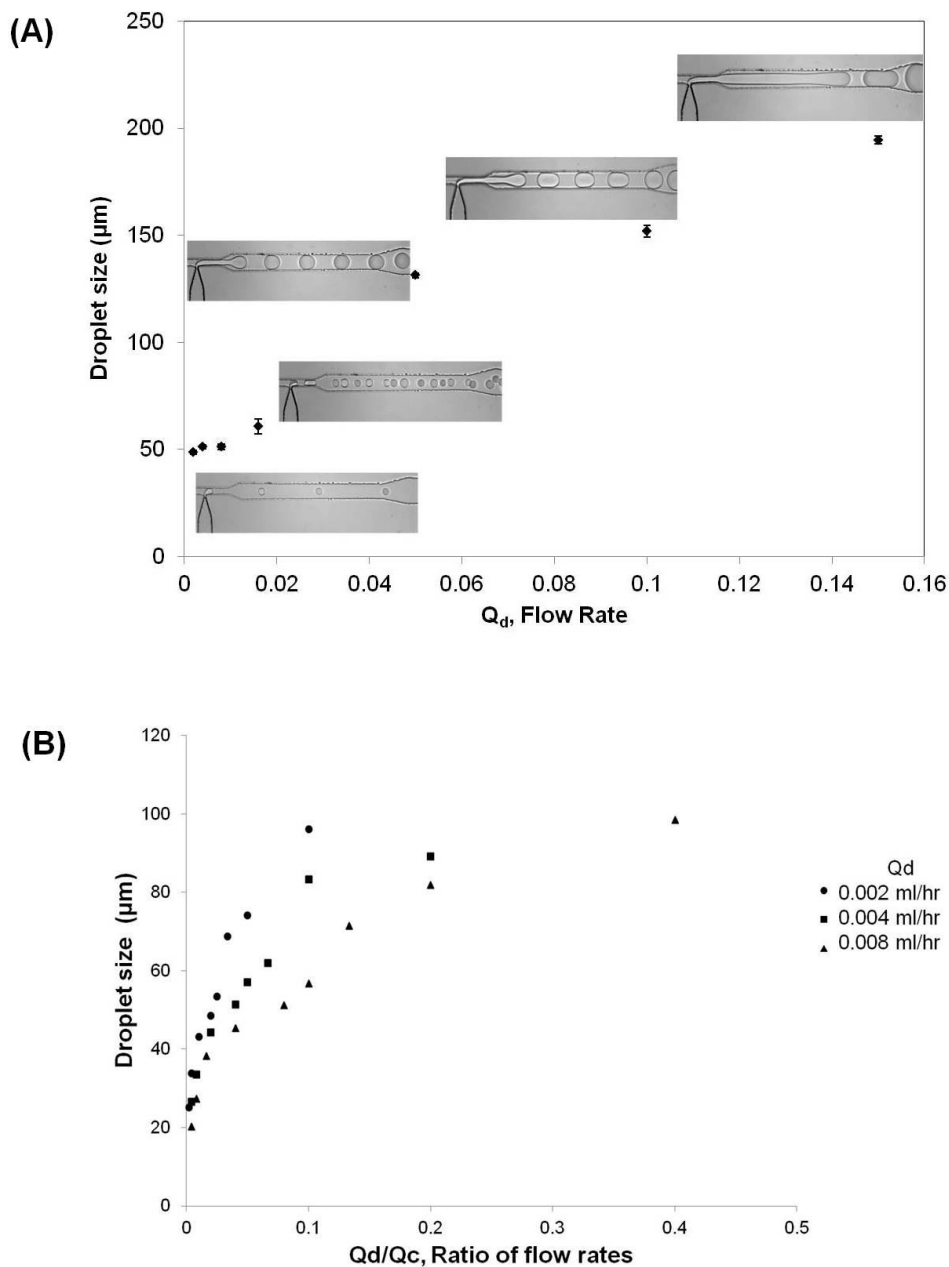 (A)
250
200
150
100
50
0
Droplet size (µm)
0 0.02 0.04 0.06 0.08 0.1 0.12 0.14 0.16
Q_d, Flow Rate
(B)
120
100
80
60
40
20
0
Droplet size (µm)
0 0.1 0.2 0.3 0.4 0.5
Qd/Qc, Ratio of flow rates
Qd
0.002 ml/hr
0.004 ml/hr
0.008 ml/hr